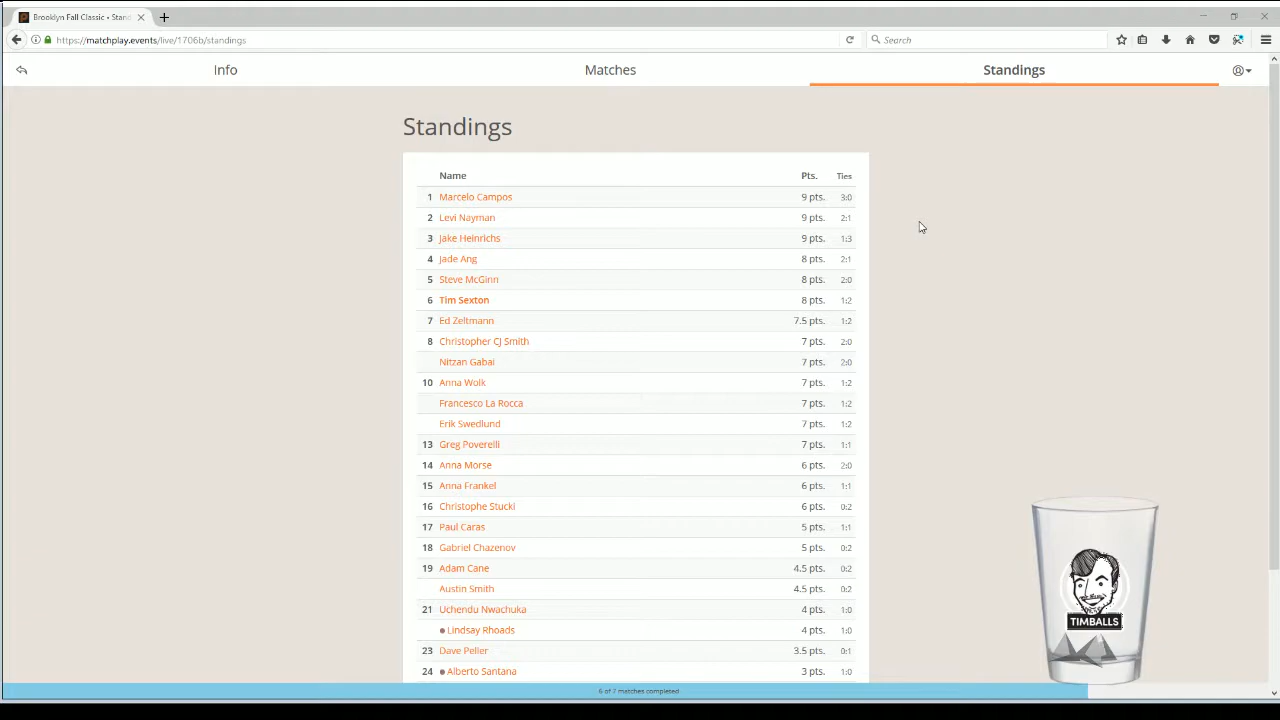 Brooklyn Fall Classic • Stan
https://matchplay.events/live/1706b/standings
Search
Info
Matches
Standings
Standings
Name Pts. Ties
1 Marcelo Campos 9 pts. 3:0
2 Levi Nayman 9 pts. 2:1
3 Jake Heinrichs 9 pts. 1:3
4 Jade Ang 8 pts. 2:1
5 Steve McGinn 8 pts. 2:0
6 Tim Sexton 8 pts. 1:2
7 Ed Zeltmann 7.5 pts. 1:2
8 Christopher CJ Smith 7 pts. 2:0
Nitzan Gabai 7 pts. 2:0
10 Anna Wolk 7 pts. 1:2
Francesco La Rocca 7 pts. 1:2
Erik Swedlund 7 pts. 1:2
13 Greg Poverelli 7 pts. 1:1
14 Anna Morse 6 pts. 2:0
15 Anna Frankel 6 pts. 1:1
16 Christophe Stucki 6 pts. 0:2
17 Paul Caras 5 pts. 1:1
18 Gabriel Chazenov 5 pts. 0:2
19 Adam Cane 4.5 pts. 0:2
Austin Smith 4.5 pts. 0:2
21 Uchendu Nwachuka 4 pts. 1:0
Lindsay Rhoads 4 pts. 1:0
23 Dave Peller 3.5 pts. 0:1
24 Alberto Santana 3 pts. 1:0
TIMBALLS
6 of 7 matches completed